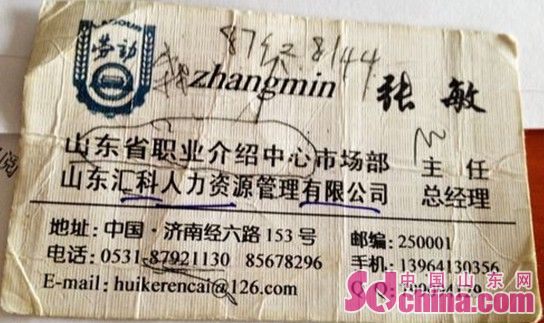 LABOUR
劳动
87 8144
zhangmin 张敏
山东省职业介绍中心市场部 主任
山东汇科人力资源管理有限公司 总经理
地址:中国·济南经六路153号 邮编:250001
电话:0531-87921130 85678296 手机:13964130356
E-mail:huikerencai@126.com
中国山东网
SDchina.com